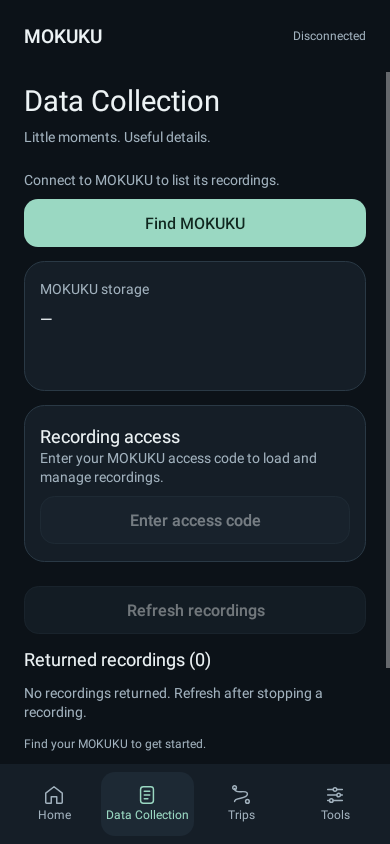 MOKUKU
Disconnected
Data Collection
Little moments. Useful details.
Connect to MOKUKU to list its recordings.
Find MOKUKU
MOKUKU storage
—
Recording access
Enter your MOKUKU access code to load and
manage recordings.
Enter access code
Refresh recordings
Returned recordings (0)
No recordings returned. Refresh after stopping a
recording.
Find your MOKUKU to get started.
Home
Data Collection
Trips
Tools